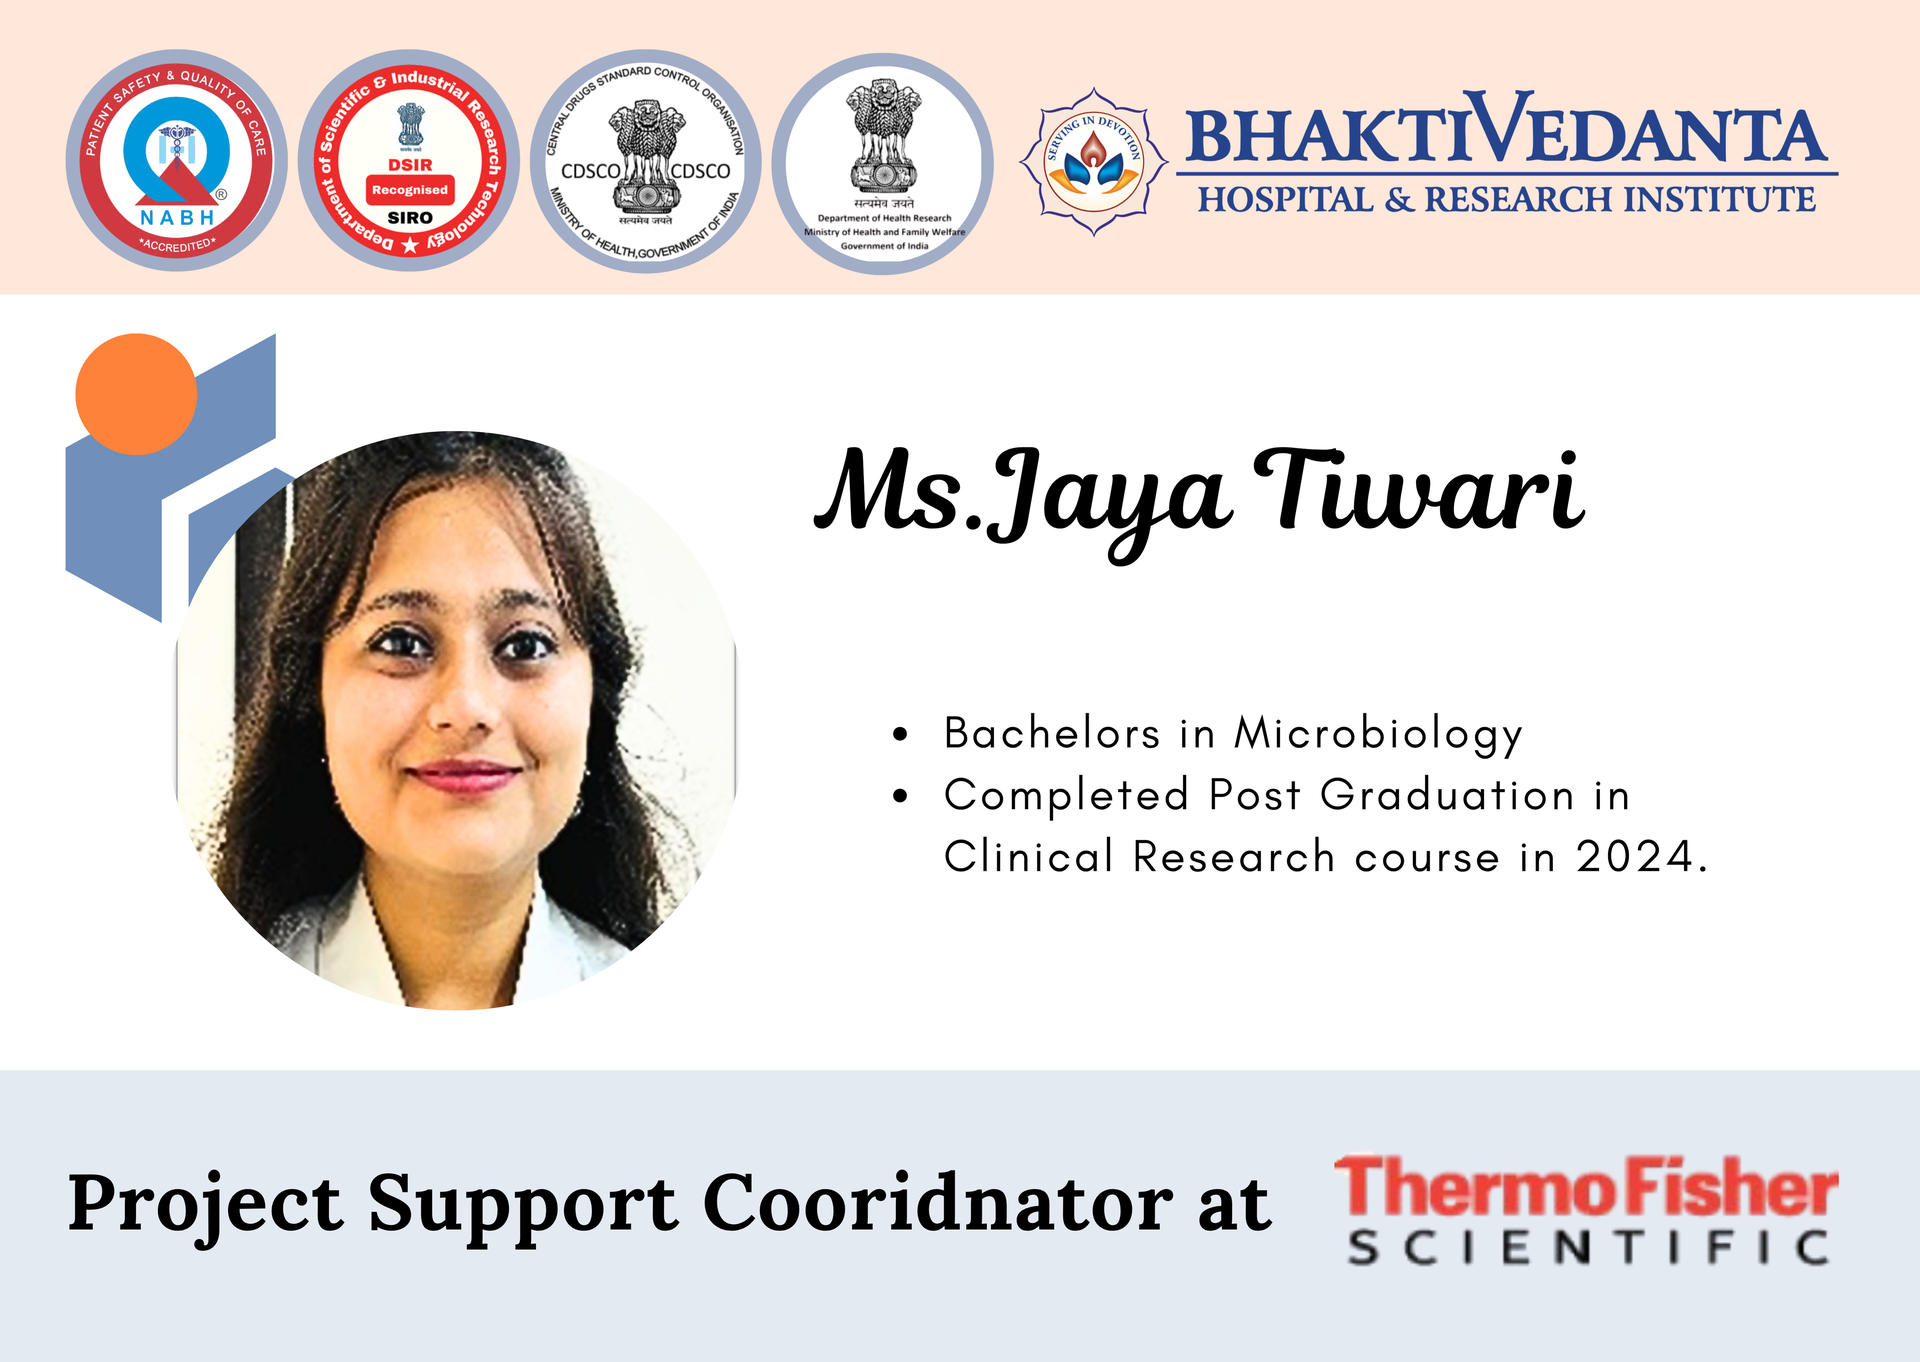 PATIENT SAFETY & QUALITY OF CARE
®
NABH
*ACCREDITED*
Department of Scientific & Industrial Research Technology ★
DSIR
Recognised
SIRO
CENTRAL DRUGS STANDARD CONTROL ORGANISATION
CDSCO CDSCO
सत्यमेव जयते
MINISTRY OF HEALTH,GOVERNMENT OF INDIA
सत्यमेव जयते
Department of Health Research
Ministry of Health and Family Welfare
Government of India
SERVING IN DEVOTION
BHAKTIVEDANTA
HOSPITAL & RESEARCH INSTITUTE
Ms.Jaya Tiwari
• Bachelors in Microbiology
• Completed Post Graduation in
Clinical Research course in 2024.
Project Support Cooridnator at
ThermoFisher
SCIENTIFIC